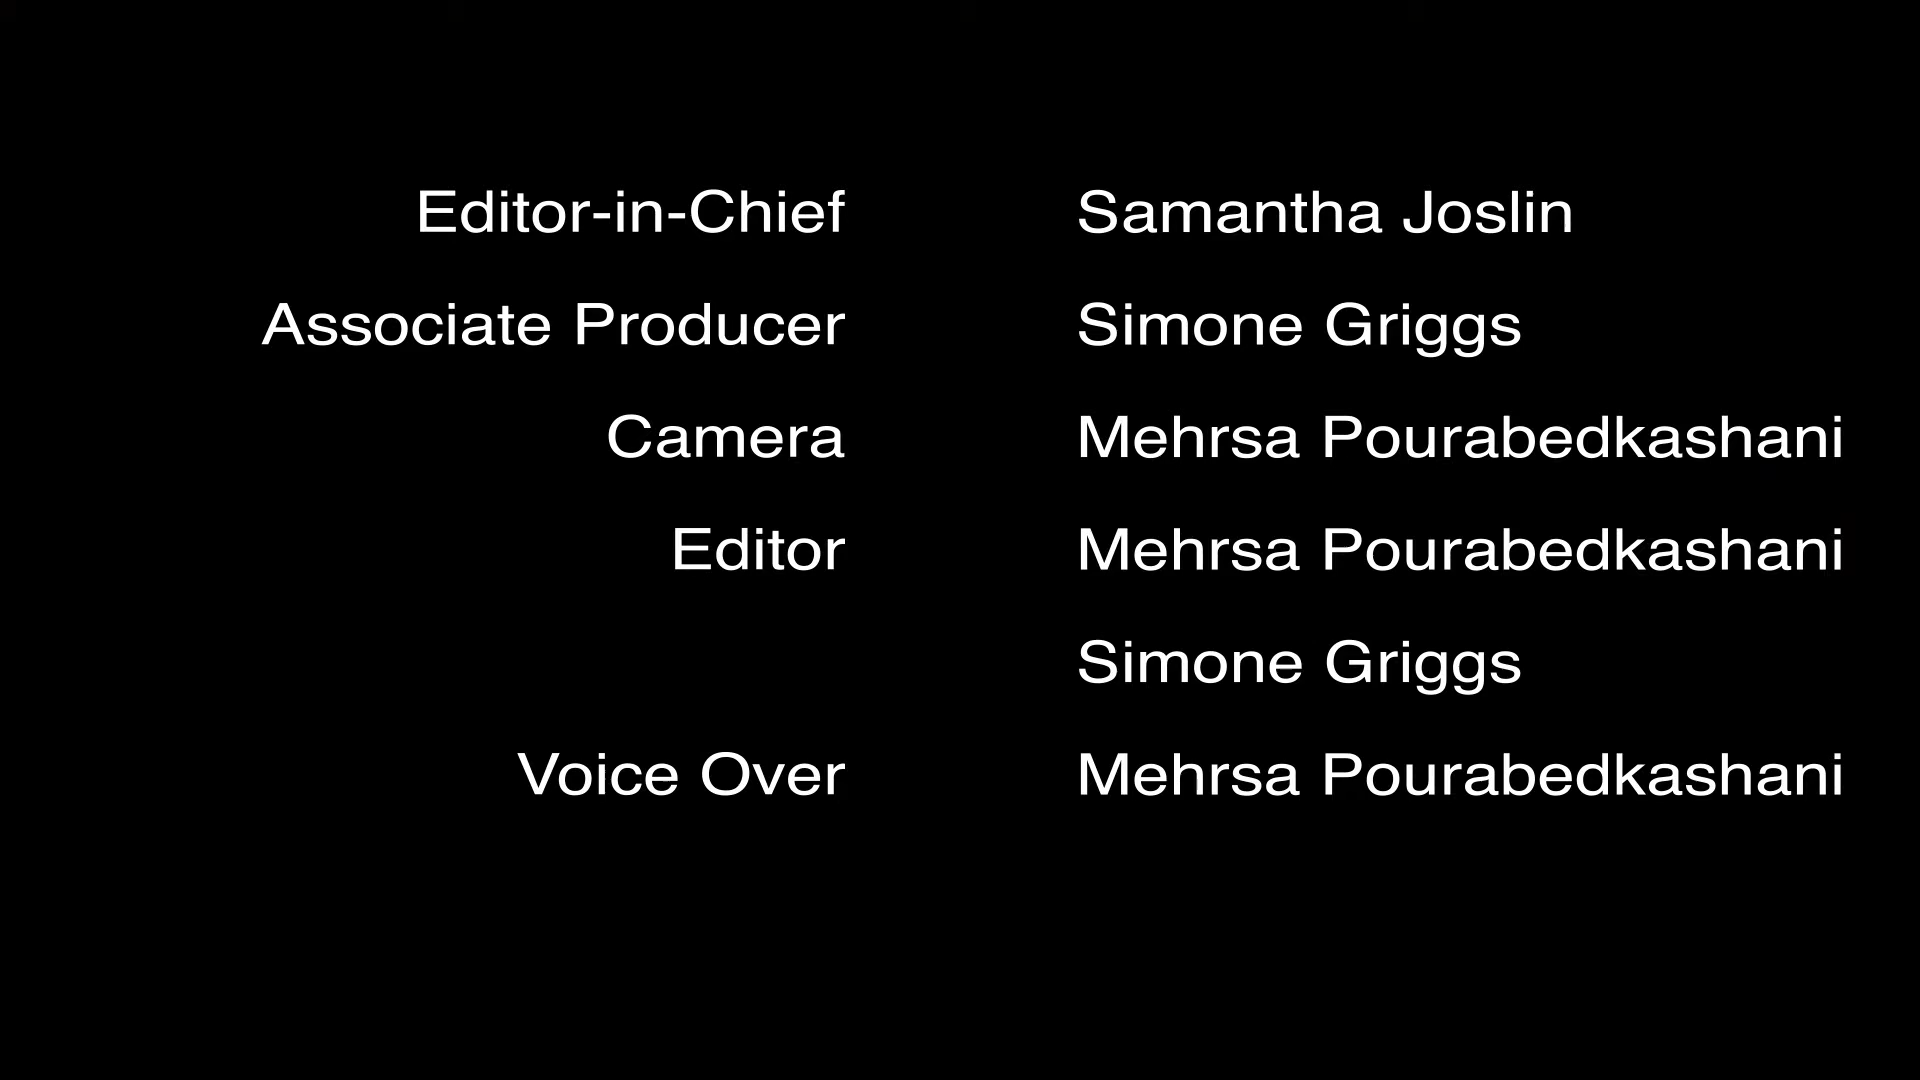 Editor-in-Chief Samantha Joslin
Associate Producer Simone Griggs
Camera Mehrsa Pourabedkashani
Editor Mehrsa Pourabedkashani
Simone Griggs
Voice Over Mehrsa Pourabedkashani